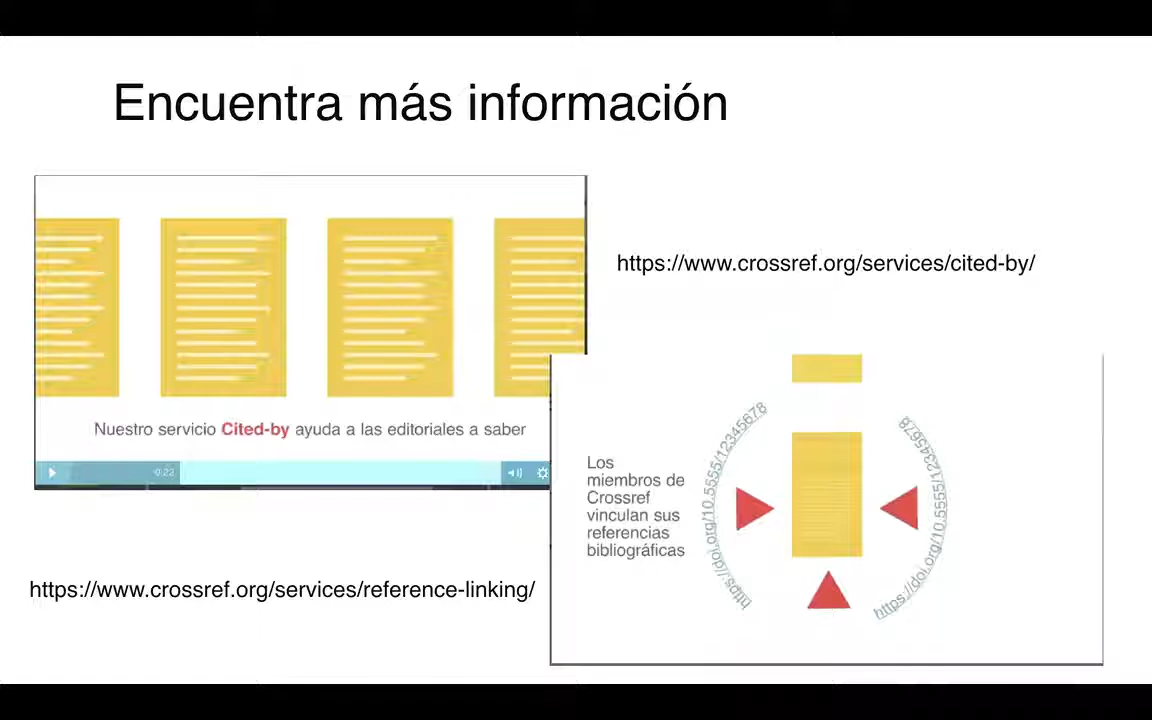 Encuentra más información
https://www.crossref.org/services/cited-by/
Nuestro servicio Cited-by ayuda a las editoriales a saber
-0:22
Los
miembros de
Crossref
vinculan sus
referencias
bibliográficas
https://doi.org/10.5555/12345678
https://doi.org/10.5555/12345678
https://www.crossref.org/services/reference-linking/